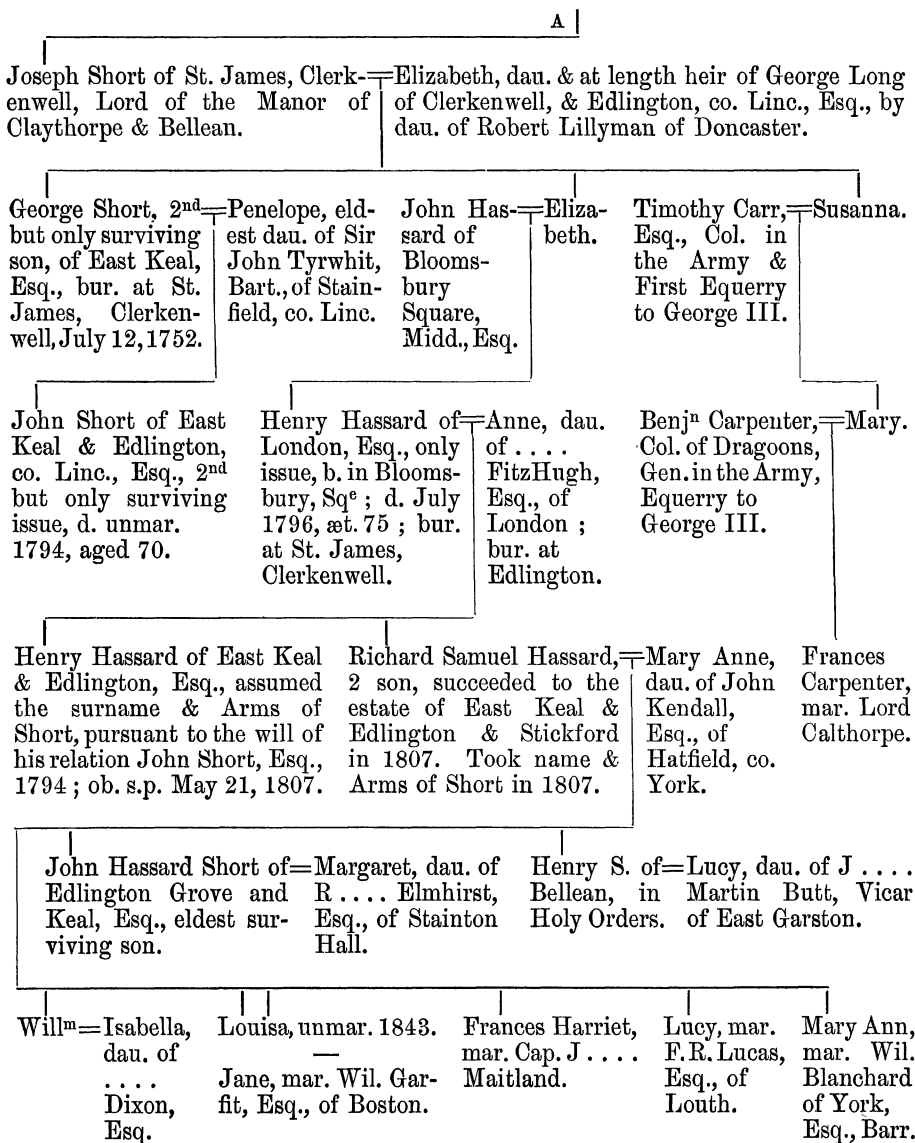 A
Joseph Short of St. James, Clerk-
enwell, Lord of the Manor of
Claythorpe & Bellean.
Elizabeth, dau. & at length heir of George Long
of Clerkenwell, & Edlington, co. Linc., Esq., by
dau. of Robert Lillyman of Doncaster.
George Short, 2nd
but only surviving
son, of East Keal,
Esq., bur. at St.
James, Clerken-
well, July 12, 1752.
Penelope, eld-
est dau. of Sir
John Tyrwhit,
Bart., of Stain-
field, co. Linc.
John Has-
sard of
Blooms-
bury
Square,
Midd., Esq.
Eliza-
beth.
Timothy Carr,
Esq., Col. in
the Army &
First Equerry
to George III.
Susanna.
John Short of East
Keal & Edlington,
co. Linc., Esq., 2nd
but only surviving
issue, d. unmar.
1794, aged 70.
Henry Hassard of
London, Esq., only
issue, b. in Blooms-
bury, Sqe ; d. July
1796, æt. 75 ; bur.
at St. James,
Clerkenwell.
Anne, dau.
of . . . .
FitzHugh,
Esq., of
London ;
bur. at
Edlington.
Benjn Carpenter,
Col. of Dragoons,
Gen. in the Army,
Equerry to
George III.
Mary.
Henry Hassard of East Keal
& Edlington, Esq., assumed
the surname & Arms of
Short, pursuant to the will of
his relation John Short, Esq.,
1794 ; ob. s.p. May 21, 1807.
Richard Samuel Hassard,
2 son, succeeded to the
estate of East Keal &
Edlington & Stickford
in 1807. Took name &
Arms of Short in 1807.
Mary Anne,
dau. of John
Kendall,
Esq., of
Hatfield, co.
York.
Frances
Carpenter,
mar. Lord
Calthorpe.
John Hassard Short of
Edlington Grove and
Keal, Esq., eldest sur-
viving son.
Margaret, dau. of
R . . . . Elmhirst,
Esq., of Stainton
Hall.
Henry S. of
Bellean, in
Holy Orders.
Lucy, dau. of J . . . .
Martin Butt, Vicar
of East Garston.
Willm
Isabella,
dau. of
. . . .
Dixon,
Esq.
Louisa, unmar. 1843.
—
Jane, mar. Wil. Gar-
fit, Esq., of Boston.
Frances Harriet,
mar. Cap. J . . . .
Maitland.
Lucy, mar.
F. R. Lucas,
Esq., of
Louth.
Mary Ann,
mar. Wil.
Blanchard
of York,
Esq., Barr.